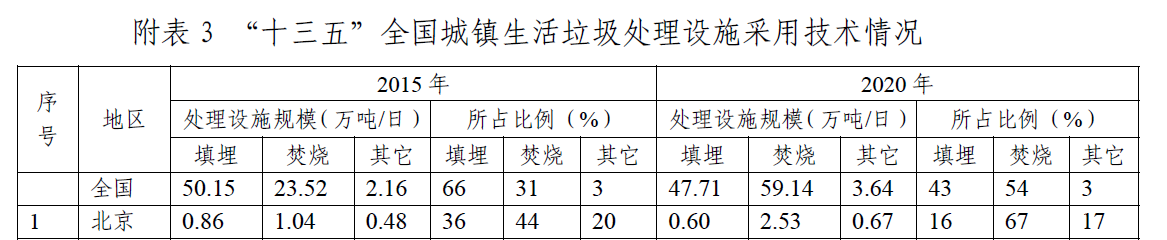 附表 3 “十三五”全国城镇生活垃圾处理设施采用技术情况
序号 地区 2015 年 2020 年
处理设施规模(万吨/日) 所占比例（%） 处理设施规模(万吨/日) 所占比例（%）
填埋 焚烧 其它 填埋 焚烧 其它 填埋 焚烧 其它 填埋 焚烧 其它
全国 50.15 23.52 2.16 66 31 3 47.71 59.14 3.64 43 54 3
1 北京 0.86 1.04 0.48 36 44 20 0.60 2.53 0.67 16 67 17